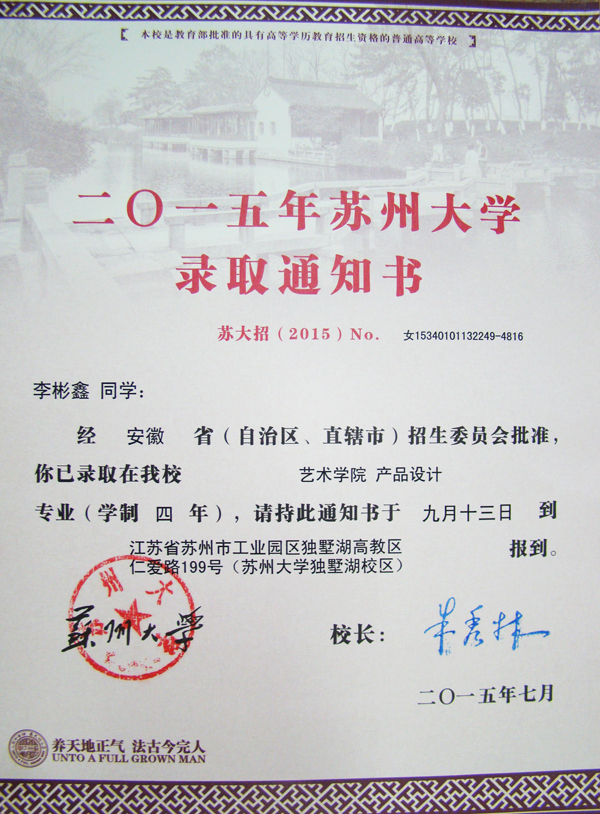 【 本校是教育部批准的具有高等学历教育招生资格的普通高等学校 】
二〇一五年苏州大学
录取通知书
苏大招（2015）No. 女15340101132249-4816
李彬鑫 同学：
经 安徽 省（自治区、直辖市）招生委员会批准，
你已录取在我校 艺术学院 产品设计
专业（学制 四 年），请持此通知书于 九月十三日 到
江苏省苏州市工业园区独墅湖高教区
仁爱路199号（苏州大学独墅湖校区） 报到。
蘇州大学
校长： 朱秀林
二〇一五年七月
养天地正气 法古今完人
UNTO A FULL GROWN MAN